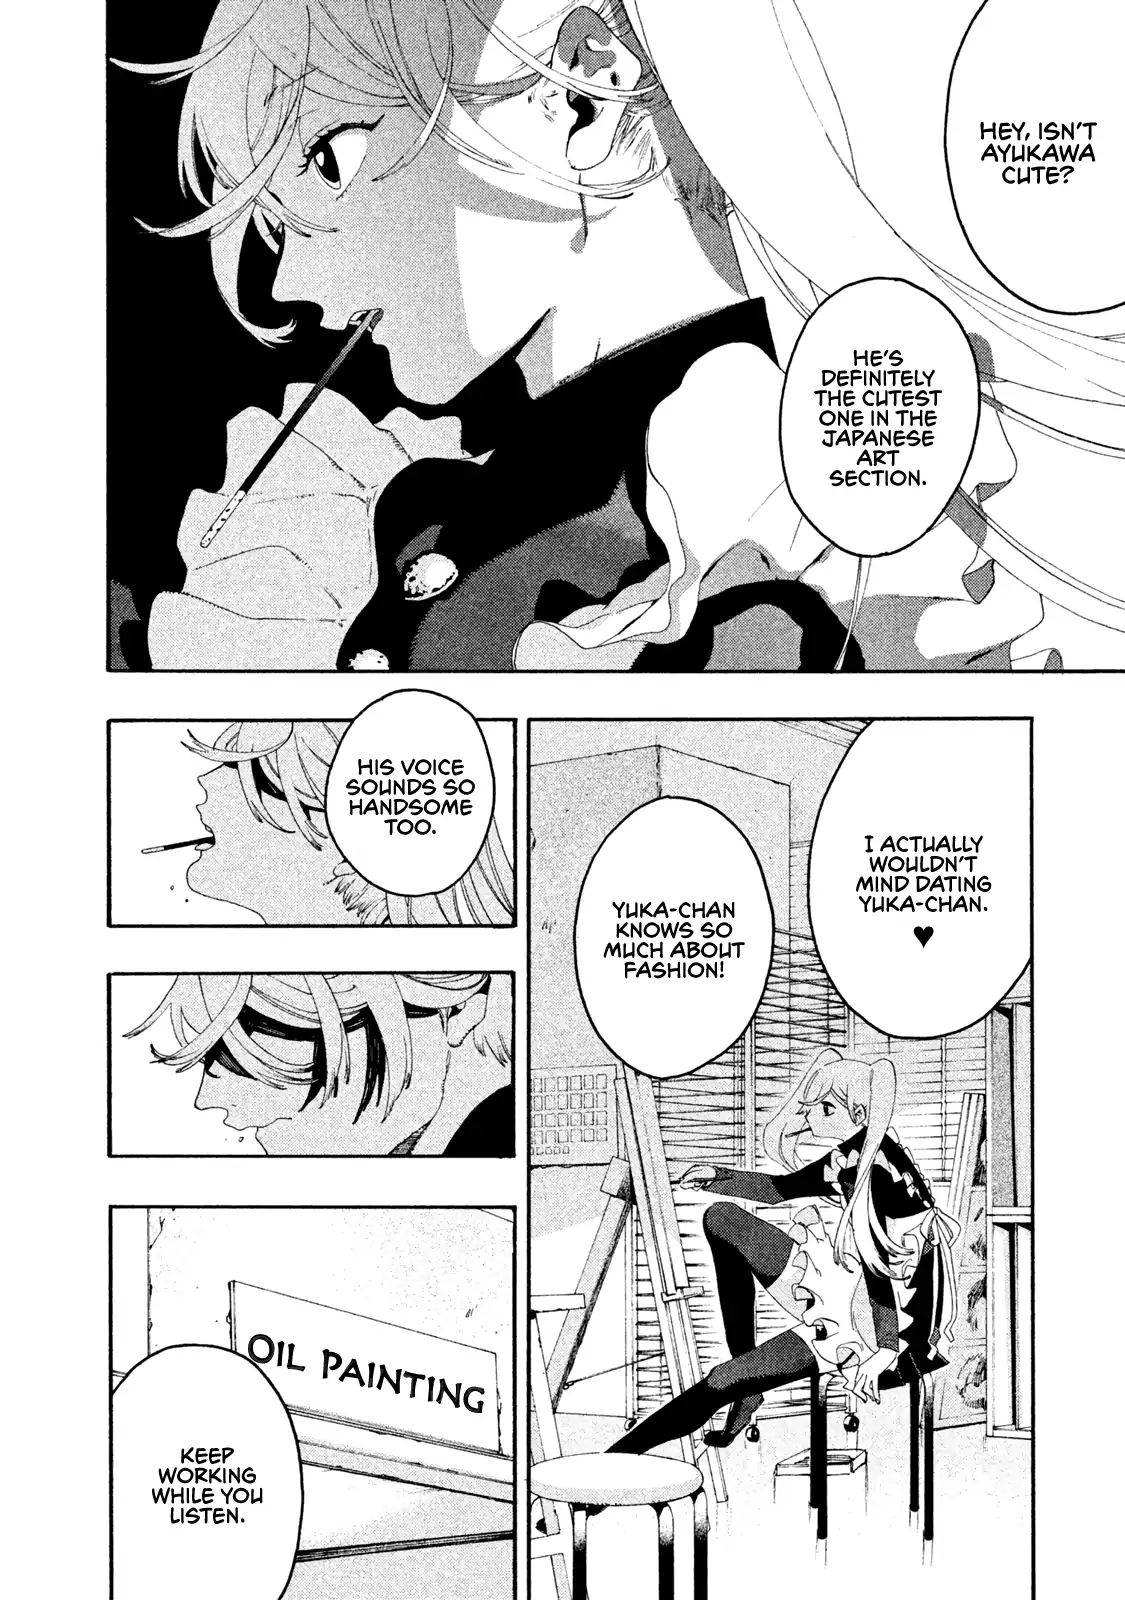 HEY, ISN'T
AYUKAWA
CUTE?
HE'S
DEFINITELY
THE CUTEST
ONE IN THE
JAPANESE
ART
SECTION.
I ACTUALLY
WOULDN'T
MIND DATING
YUKA-CHAN.
♥
YUKA-CHAN
KNOWS SO
MUCH ABOUT
FASHION!
HIS VOICE
SOUNDS SO
HANDSOME
TOO.
OIL PAINTING
KEEP
WORKING
WHILE YOU
LISTEN.